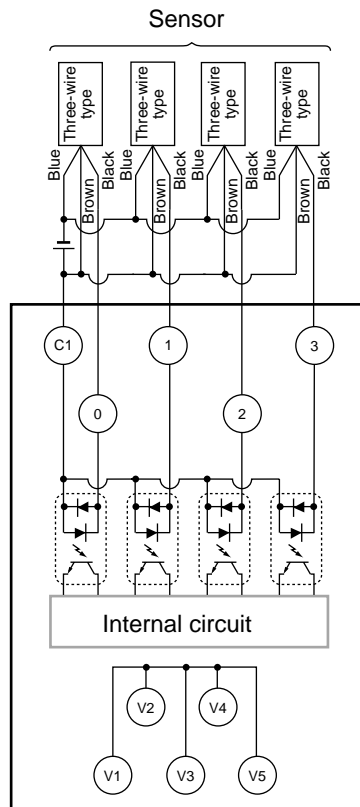 Sensor
Three-wire
type
Three-wire
type
Three-wire
type
Three-wire
type
Blue
Brown
Black
Blue
Brown
Black
Blue
Brown
Black
Blue
Brown
Black
C1
1
3
0
2
Internal circuit
V2
V4
V1
V3
V5